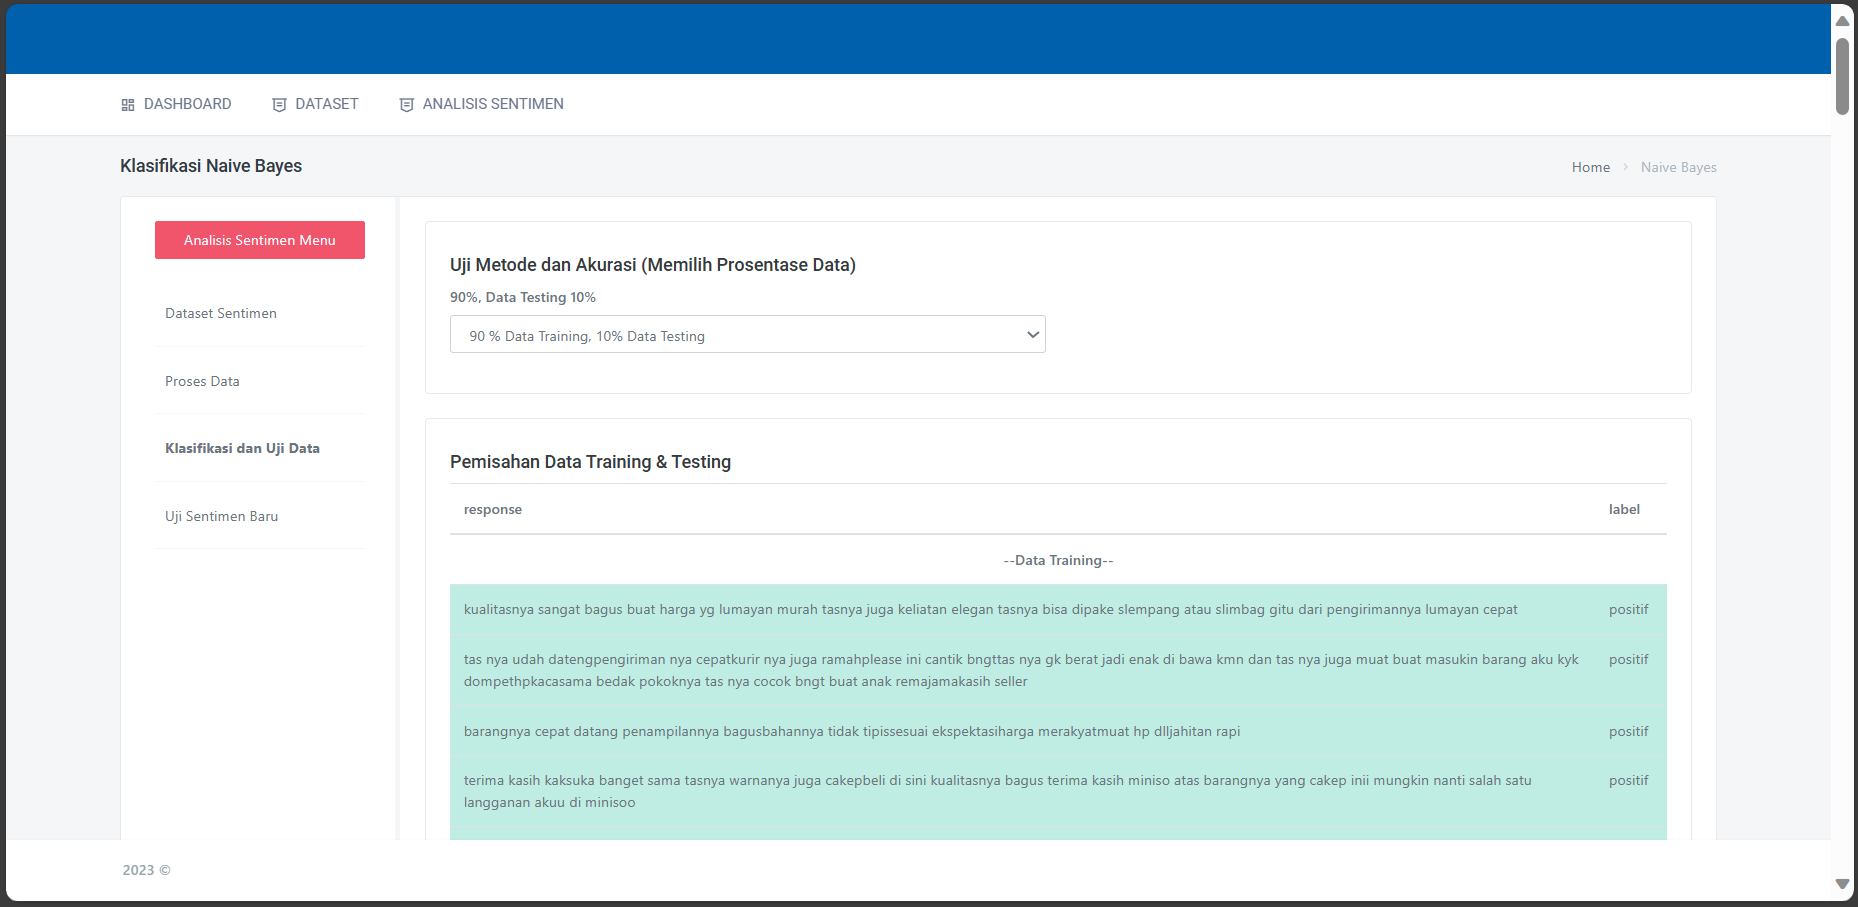 DASHBOARD
DATASET
ANALISIS SENTIMEN
Klasifikasi Naive Bayes
Home
Naive Bayes
Analisis Sentimen Menu
Dataset Sentimen
Proses Data
Klasifikasi dan Uji Data
Uji Sentimen Baru
Uji Metode dan Akurasi (Memilih Prosentase Data)
90%, Data Testing 10%
90 % Data Training, 10% Data Testing
Pemisahan Data Training & Testing
response label
--Data Training--
kualitasnya sangat bagus buat harga yg lumayan murah tasnya juga keliatan elegan tasnya bisa dipake slempang atau slimbag gitu dari pengirimannya lumayan cepat positif
tas nya udah datengpengiriman nya cepatkurir nya juga ramahplease ini cantik bngttas nya gk berat jadi enak di bawa kmn dan tas nya juga muat buat masukin barang aku kyk positif
dompethpkacasama bedak pokoknya tas nya cocok bngt buat anak remajamakasih seller
barangnya cepat datang penampilannya bagusbahannya tidak tipissesuai ekspektasiharga merakyatmuat hp dlljahitan rapi positif
terima kasih kaksuka banget sama tasnya warnanya juga cakepbeli di sini kualitasnya bagus terima kasih miniso atas barangnya yang cakep inii mungkin nanti salah satu positif
langganan akuu di minisoo
2023 ©